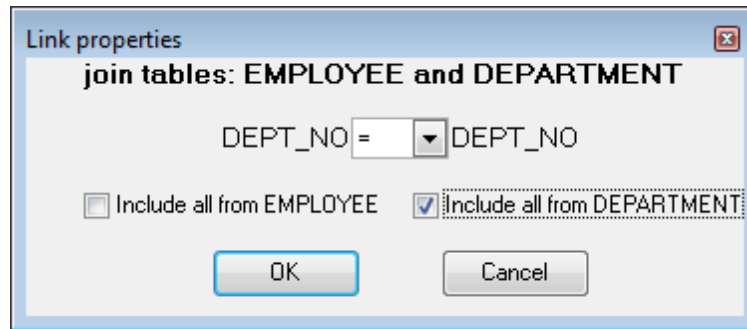 Link properties
join tables: EMPLOYEE and DEPARTMENT
DEPT_NO = DEPT_NO
Include all from EMPLOYEE Include all from DEPARTMENT
OK Cancel